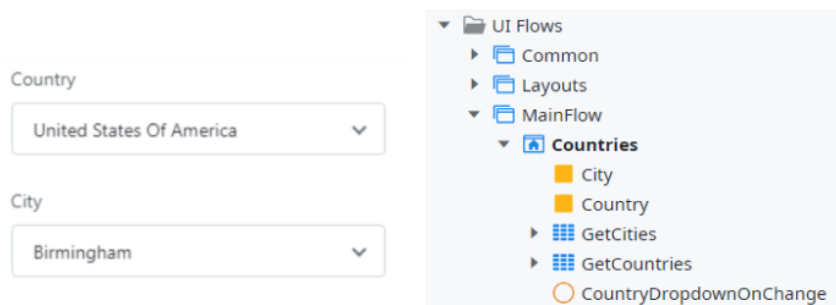 Country
United States Of America
City
Birmingham
UI Flows
Common
Layouts
MainFlow
Countries
City
Country
GetCities
GetCountries
CountryDropdownOnChange